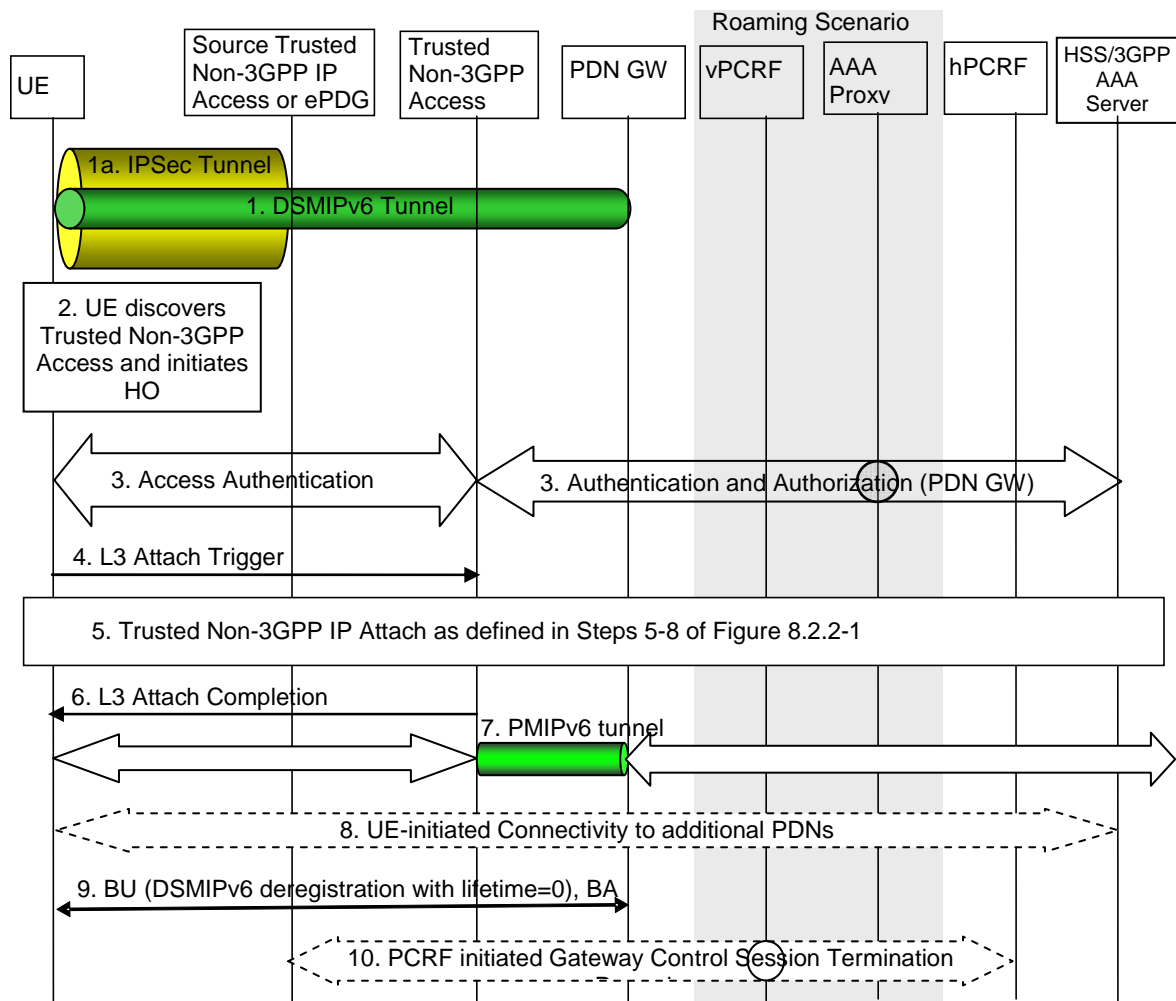 Roaming Scenario
UE
Source Trusted
Non-3GPP IP
Access or ePDG
Trusted
Non-3GPP
Access
PDN GW
vPCRF
AAA
Proxy
hPCRF
HSS/3GPP
AAA
Server
1a. IPSec Tunnel
1. DSMIPv6 Tunnel
2. UE discovers
Trusted Non-3GPP
Access and initiates
HO
3. Access Authentication
3. Authentication and Authorization (PDN GW)
4. L3 Attach Trigger
5. Trusted Non-3GPP IP Attach as defined in Steps 5-8 of Figure 8.2.2-1
6. L3 Attach Completion
7. PMIPv6 tunnel
8. UE-initiated Connectivity to additional PDNs
9. BU (DSMIPv6 deregistration with lifetime=0), BA
10. PCRF initiated Gateway Control Session Termination